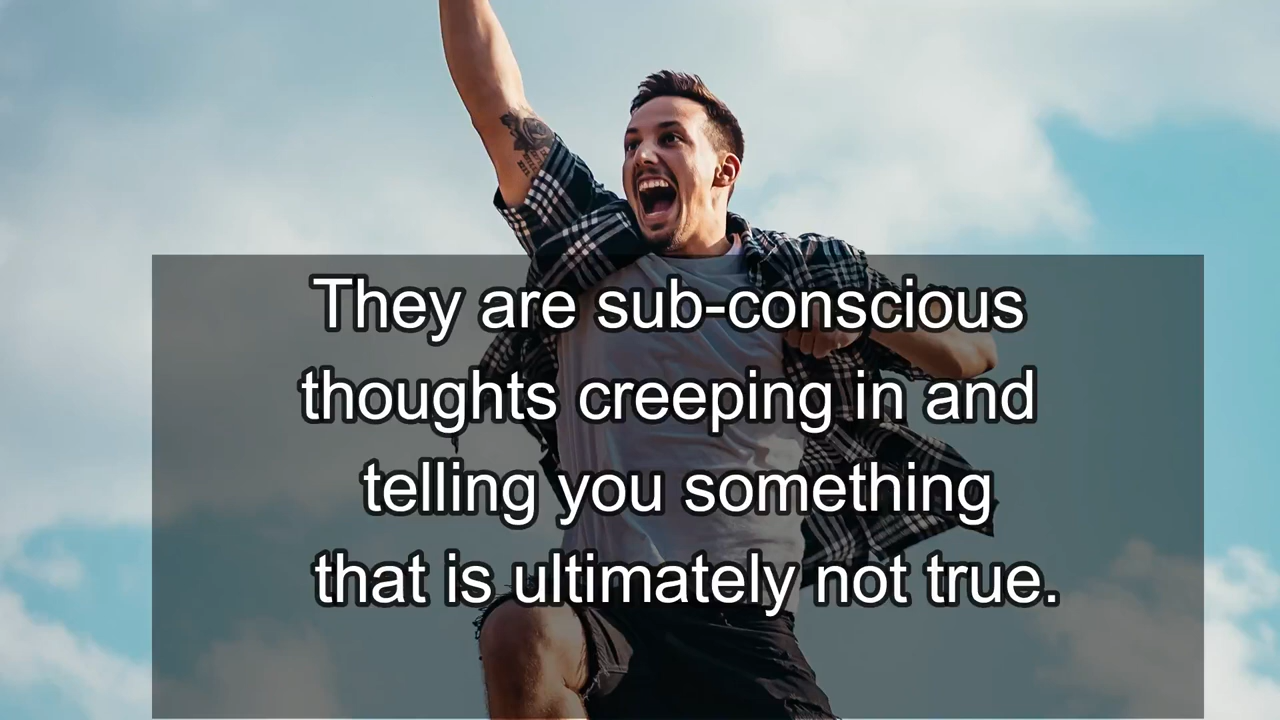 They are sub-conscious
thoughts creeping in and
telling you something
that is ultimately not true.